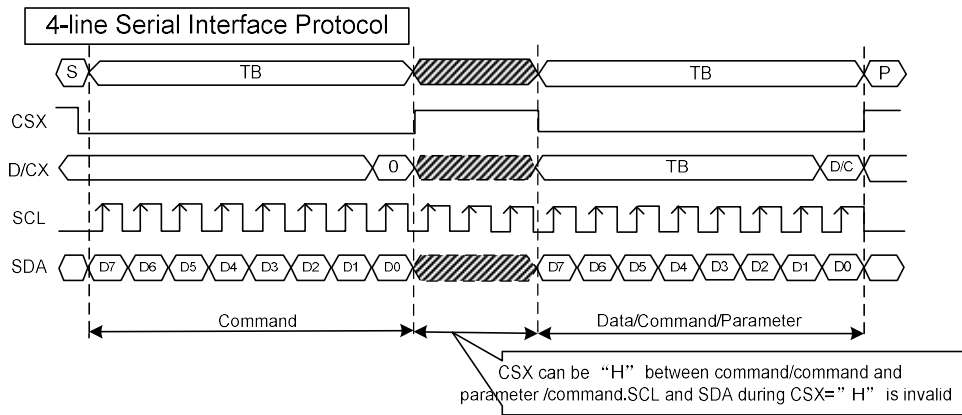 4-line Serial Interface Protocol
S TB TB P
CSX
D/CX 0 TB D/C
SCL
SDA D7 D6 D5 D4 D3 D2 D1 D0 D7 D6 D5 D4 D3 D2 D1 D0
Command Data/Command/Parameter
CSX can be “H” between command/command and
parameter /command.SCL and SDA during CSX=” H” is invalid